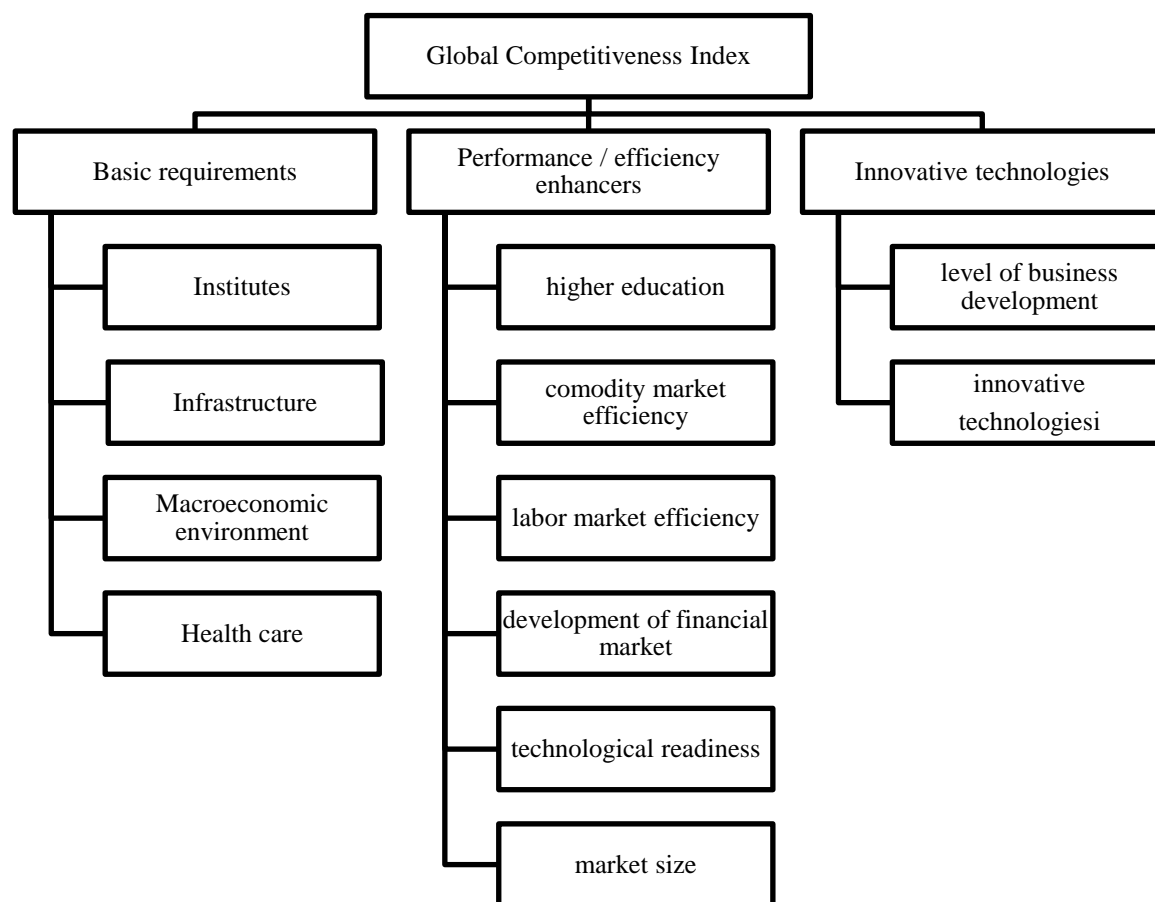 Global Competitiveness Index
Basic requirements
Institutes
Infrastructure
Macroeconomic
environment
Health care
Performance / efficiency
enhancers
higher education
comodity market
efficiency
labor market efficiency
development of financial
market
technological readiness
market size
Innovative technologies
level of business
development
innovative
technologiesi